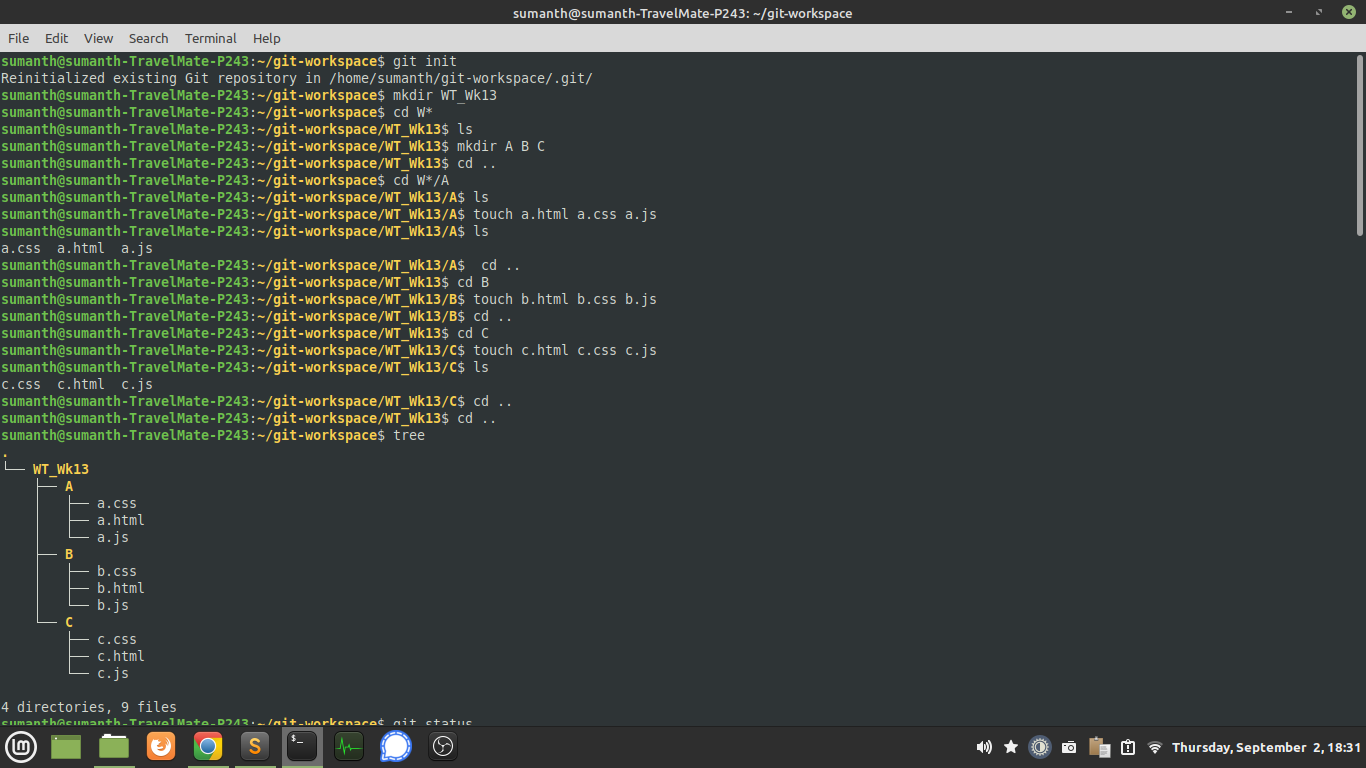 sumanth@sumanth-TravelMate-P243: ~/git-workspace
File Edit View Search Terminal Help
sumanth@sumanth-TravelMate-P243:~/git-workspace$ git init
Reinitialized existing Git repository in /home/sumanth/git-workspace/.git/
sumanth@sumanth-TravelMate-P243:~/git-workspace$ mkdir WT_Wk13
sumanth@sumanth-TravelMate-P243:~/git-workspace$ cd W*
sumanth@sumanth-TravelMate-P243:~/git-workspace/WT_Wk13$ ls
sumanth@sumanth-TravelMate-P243:~/git-workspace/WT_Wk13$ mkdir A B C
sumanth@sumanth-TravelMate-P243:~/git-workspace/WT_Wk13$ cd ..
sumanth@sumanth-TravelMate-P243:~/git-workspace$ cd W*/A
sumanth@sumanth-TravelMate-P243:~/git-workspace/WT_Wk13/A$ ls
sumanth@sumanth-TravelMate-P243:~/git-workspace/WT_Wk13/A$ touch a.html a.css a.js
sumanth@sumanth-TravelMate-P243:~/git-workspace/WT_Wk13/A$ ls
a.css  a.html  a.js
sumanth@sumanth-TravelMate-P243:~/git-workspace/WT_Wk13/A$  cd ..
sumanth@sumanth-TravelMate-P243:~/git-workspace/WT_Wk13$ cd B
sumanth@sumanth-TravelMate-P243:~/git-workspace/WT_Wk13/B$ touch b.html b.css b.js
sumanth@sumanth-TravelMate-P243:~/git-workspace/WT_Wk13/B$ cd ..
sumanth@sumanth-TravelMate-P243:~/git-workspace/WT_Wk13$ cd C
sumanth@sumanth-TravelMate-P243:~/git-workspace/WT_Wk13/C$ touch c.html c.css c.js
sumanth@sumanth-TravelMate-P243:~/git-workspace/WT_Wk13/C$ ls
c.css  c.html  c.js
sumanth@sumanth-TravelMate-P243:~/git-workspace/WT_Wk13/C$ cd ..
sumanth@sumanth-TravelMate-P243:~/git-workspace/WT_Wk13$ cd ..
sumanth@sumanth-TravelMate-P243:~/git-workspace$ tree
.
└── WT_Wk13
    ├── A
    │   ├── a.css
    │   ├── a.html
    │   └── a.js
    ├── B
    │   ├── b.css
    │   ├── b.html
    │   └── b.js
    └── C
        ├── c.css
        ├── c.html
        └── c.js
4 directories, 9 files
sumanth@sumanth-TravelMate-P243:~/git-workspace$ git status
Thursday, September  2, 18:31